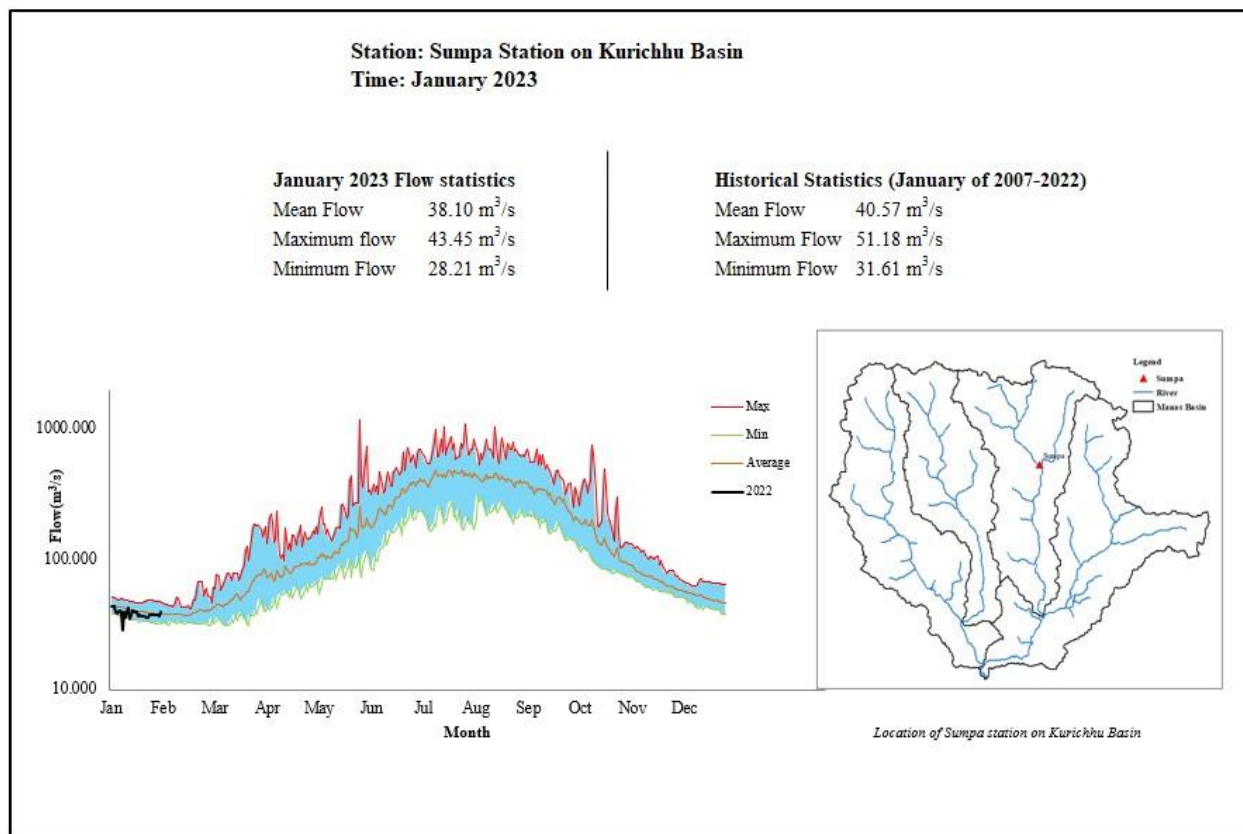 Station: Sumpa Station on Kurichhu Basin
Time: January 2023
January 2023 Flow statistics
Mean Flow 38.10 m³/s
Maximum flow 43.45 m³/s
Minimum Flow 28.21 m³/s
Historical Statistics (January of 2007-2022)
Mean Flow 40.57 m³/s
Maximum Flow 51.18 m³/s
Minimum Flow 31.61 m³/s
Flow(m³/s)
1000.000
100.000
10.000
Jan Feb Mar Apr May Jun Jul Aug Sep Oct Nov Dec
Month
Max
Min
Average
2022
Legend
Sumpa
River
Manas Basin
Sumpa
Location of Sumpa station on Kurichhu Basin